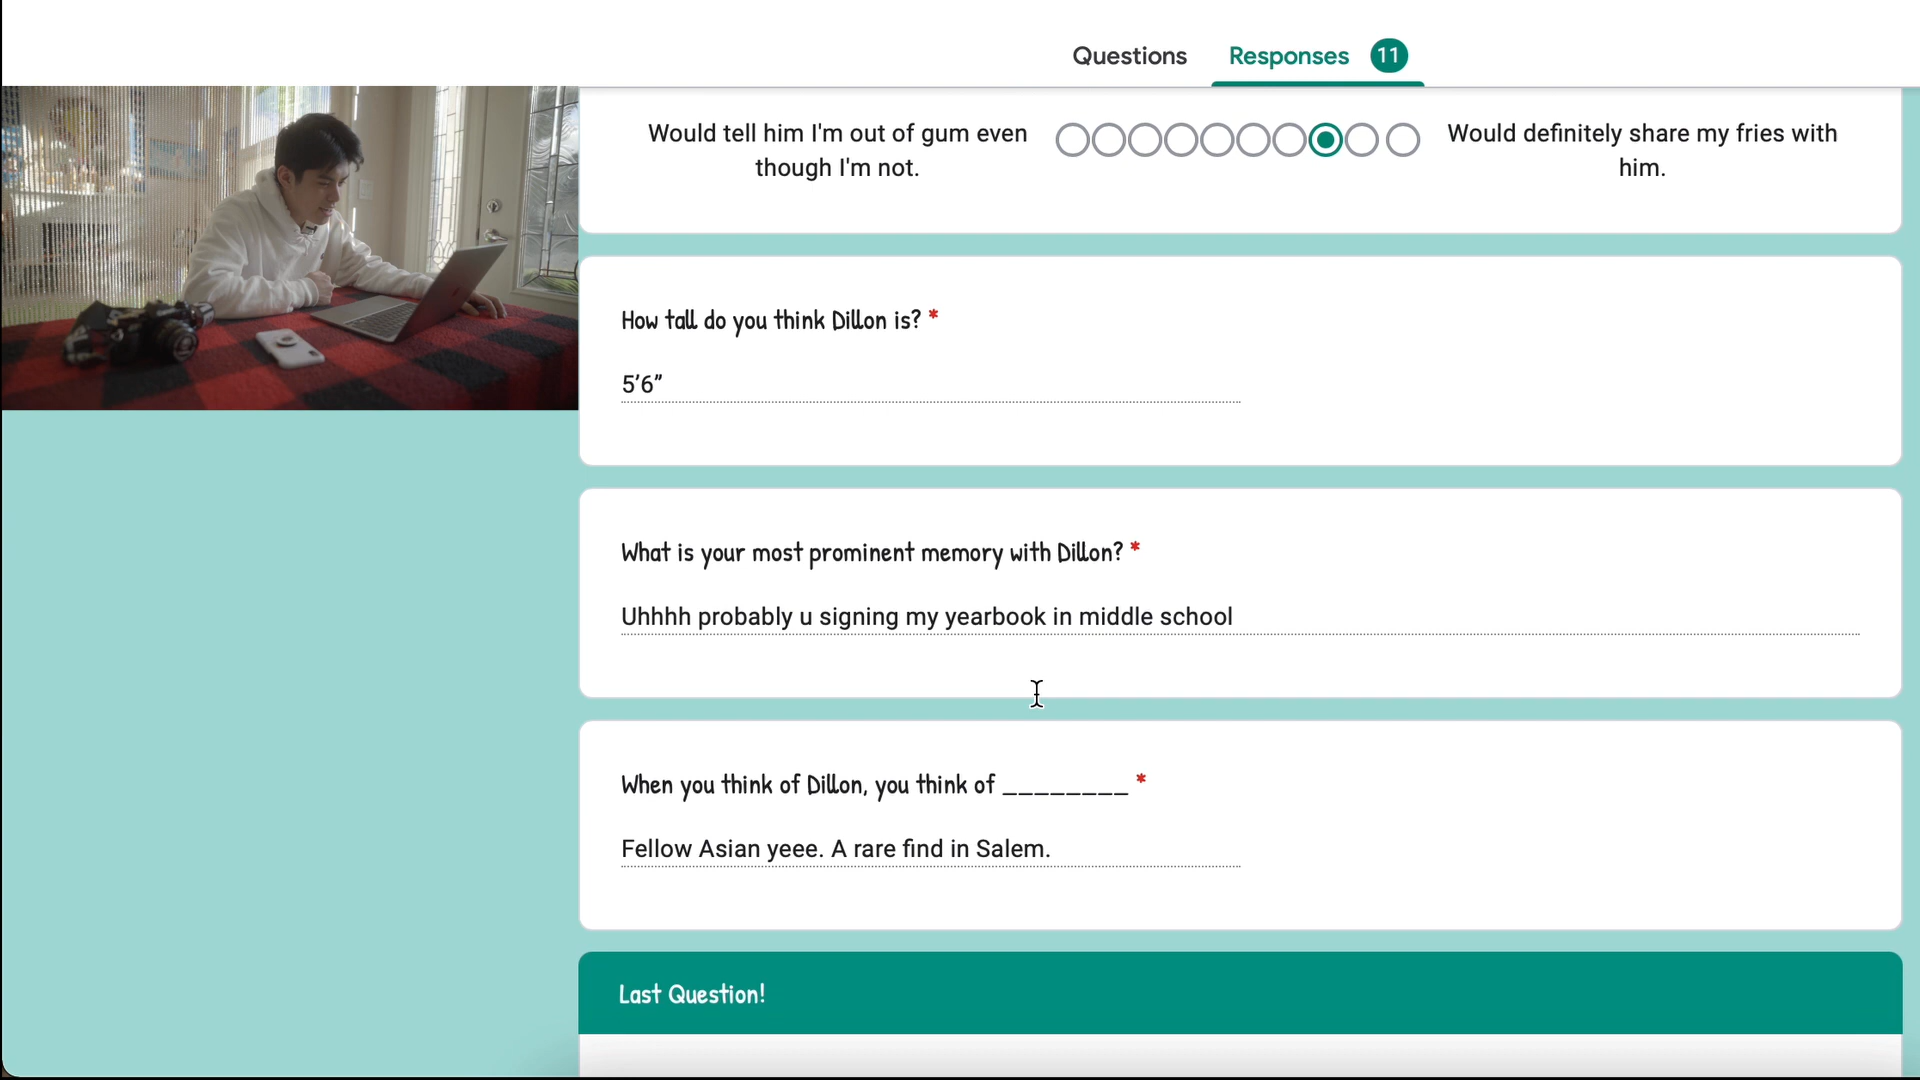 Questions
Responses 11
Would tell him I'm out of gum even
though I'm not.
Would definitely share my fries with
him.
How tall do you think Dillon is? *
5’6”
What is your most prominent memory with Dillon? *
Uhhhh probably u signing my yearbook in middle school
When you think of Dillon, you think of ________ *
Fellow Asian yeee. A rare find in Salem.
Last Question!